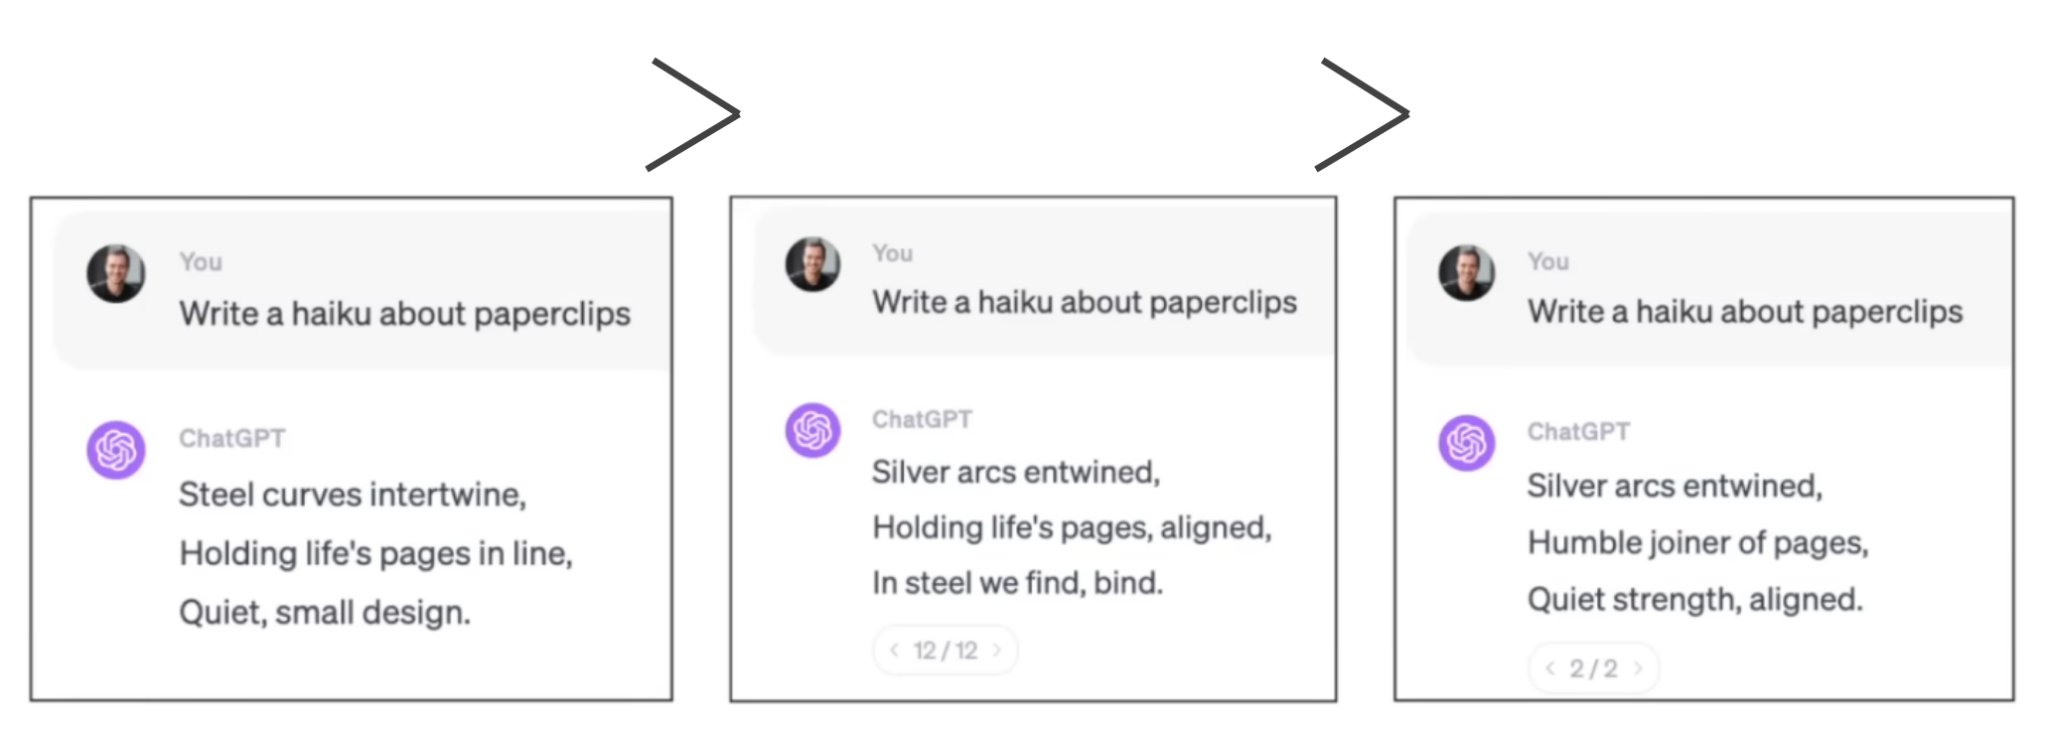 > >
You
Write a haiku about paperclips
ChatGPT
Steel curves intertwine,
Holding life's pages in line,
Quiet, small design.
You
Write a haiku about paperclips
ChatGPT
Silver arcs entwined,
Holding life's pages, aligned,
In steel we find, bind.
< 12 / 12 >
You
Write a haiku about paperclips
ChatGPT
Silver arcs entwined,
Humble joiner of pages,
Quiet strength, aligned.
< 2 / 2 >